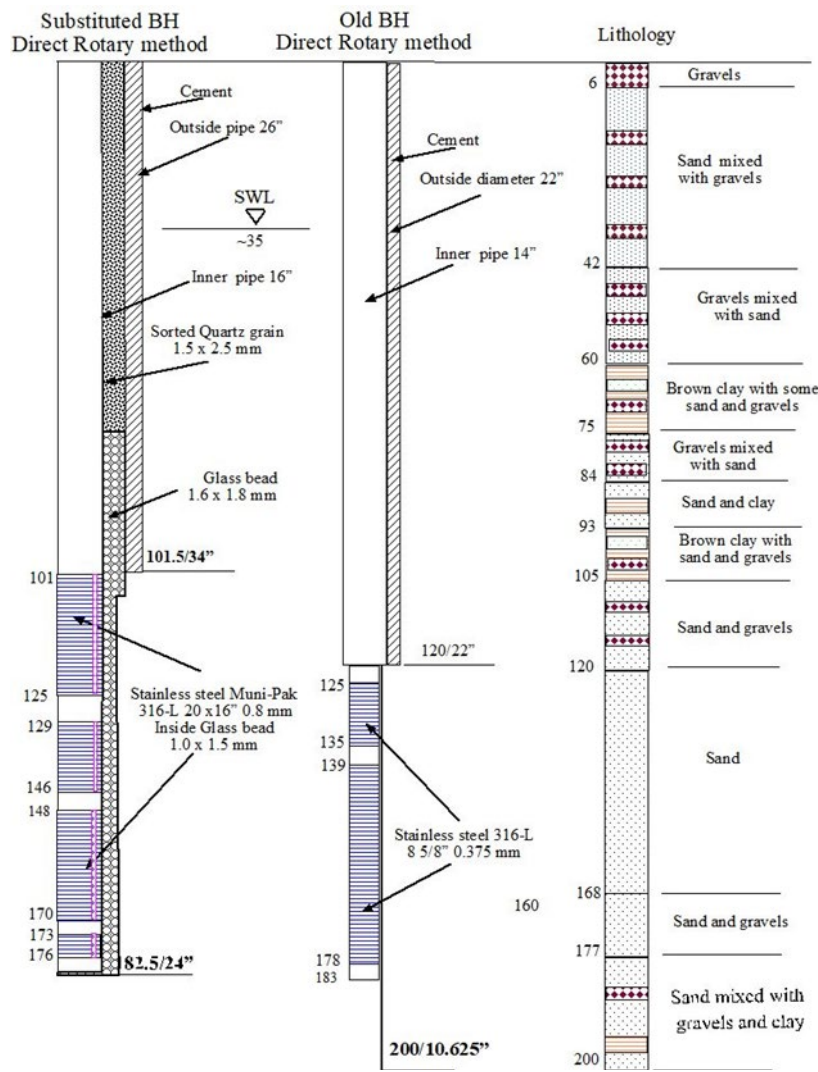 Substituted BH
Direct Rotary method
Old BH
Direct Rotary method
Lithology
Cement
Outside pipe 26”
SWL
~35
Inner pipe 16”
Sorted Quartz grain
1.5 x 2.5 mm
Glass bead
1.6 x 1.8 mm
101.5/34”
101
125
129
146
148
170
173
176
Stainless steel Muni-Pak
316-L 20 x16” 0.8 mm
Inside Glass bead
1.0 x 1.5 mm
182.5/24”
Cement
Outside diameter 22”
Inner pipe 14”
120/22”
125
135
139
Stainless steel 316-L
8 5/8” 0.375 mm
160
178
183
200/10.625”
6
Gravels
Sand mixed
with gravels
42
Gravels mixed
with sand
60
Brown clay with some
sand and gravels
75
Gravels mixed
with sand
84
Sand and clay
93
Brown clay with
sand and gravels
105
Sand and gravels
120
Sand
168
Sand and gravels
177
Sand mixed with
gravels and clay
200